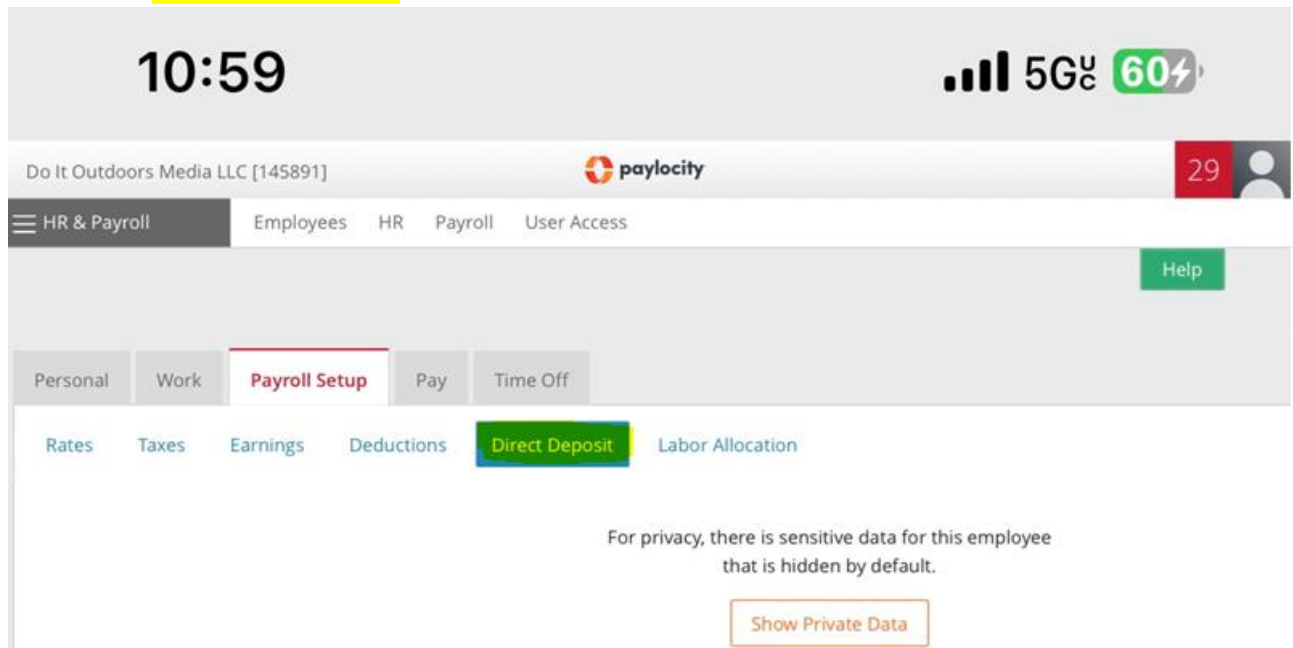 10:59 5GUC 60
Do It Outdoors Media LLC [145891] paylocity 29
HR & Payroll Employees HR Payroll User Access
Help
Personal Work Payroll Setup Pay Time Off
Rates Taxes Earnings Deductions Direct Deposit Labor Allocation
For privacy, there is sensitive data for this employee
that is hidden by default.
Show Private Data